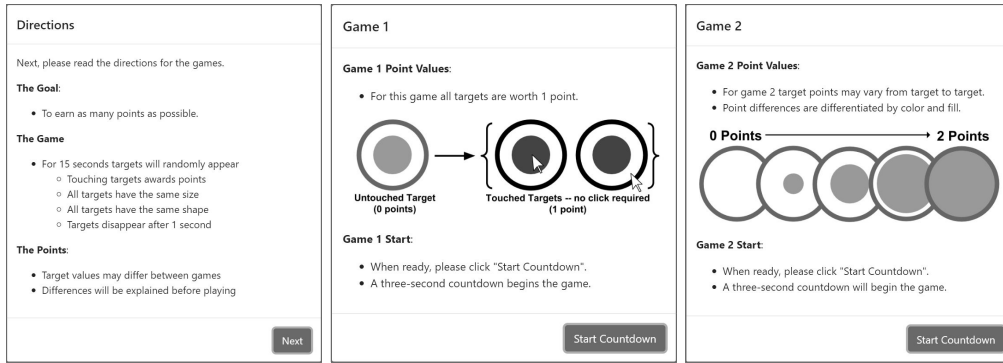 Directions
Next, please read the directions for the games.
The Goal:
• To earn as many points as possible.
The Game
• For 15 seconds targets will randomly appear
○ Touching targets awards points
○ All targets have the same size
○ All targets have the same shape
○ Targets disappear after 1 second
The Points:
• Target values may differ between games
• Differences will be explained before playing
Next
Game 1
Game 1 Point Values:
• For this game all targets are worth 1 point.
Untouched Target
(0 points)
Touched Targets -- no click required
(1 point)
Game 1 Start:
• When ready, please click "Start Countdown".
• A three-second countdown begins the game.
Start Countdown
Game 2
Game 2 Point Values:
• For game 2 target points may vary from target to target.
• Point differences are differentiated by color and fill.
0 Points
2 Points
Game 2 Start:
• When ready, please click "Start Countdown".
• A three-second countdown will begin the game.
Start Countdown